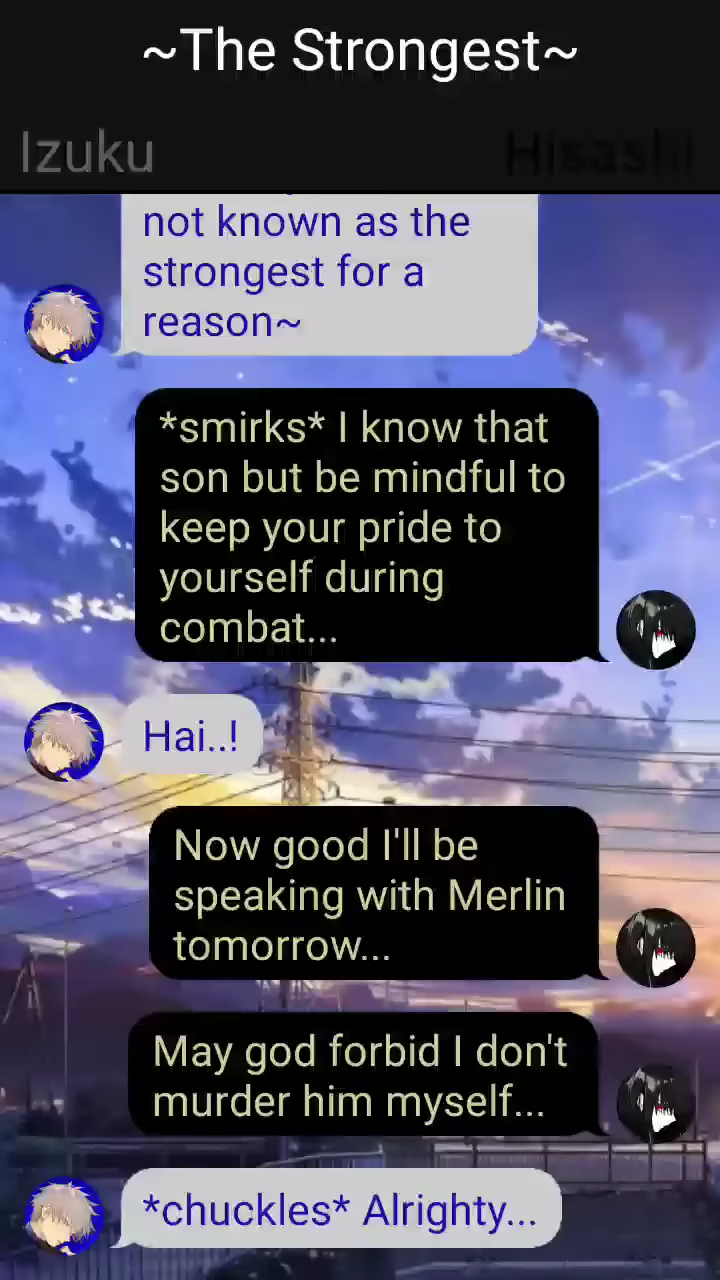 ~The Strongest~
Izuku
Hisashi
not known as the
strongest for a
reason~
*smirks* I know that
son but be mindful to
keep your pride to
yourself during
combat...
Hai..!
Now good I'll be
speaking with Merlin
tomorrow...
May god forbid I don't
murder him myself...
*chuckles* Alrighty...